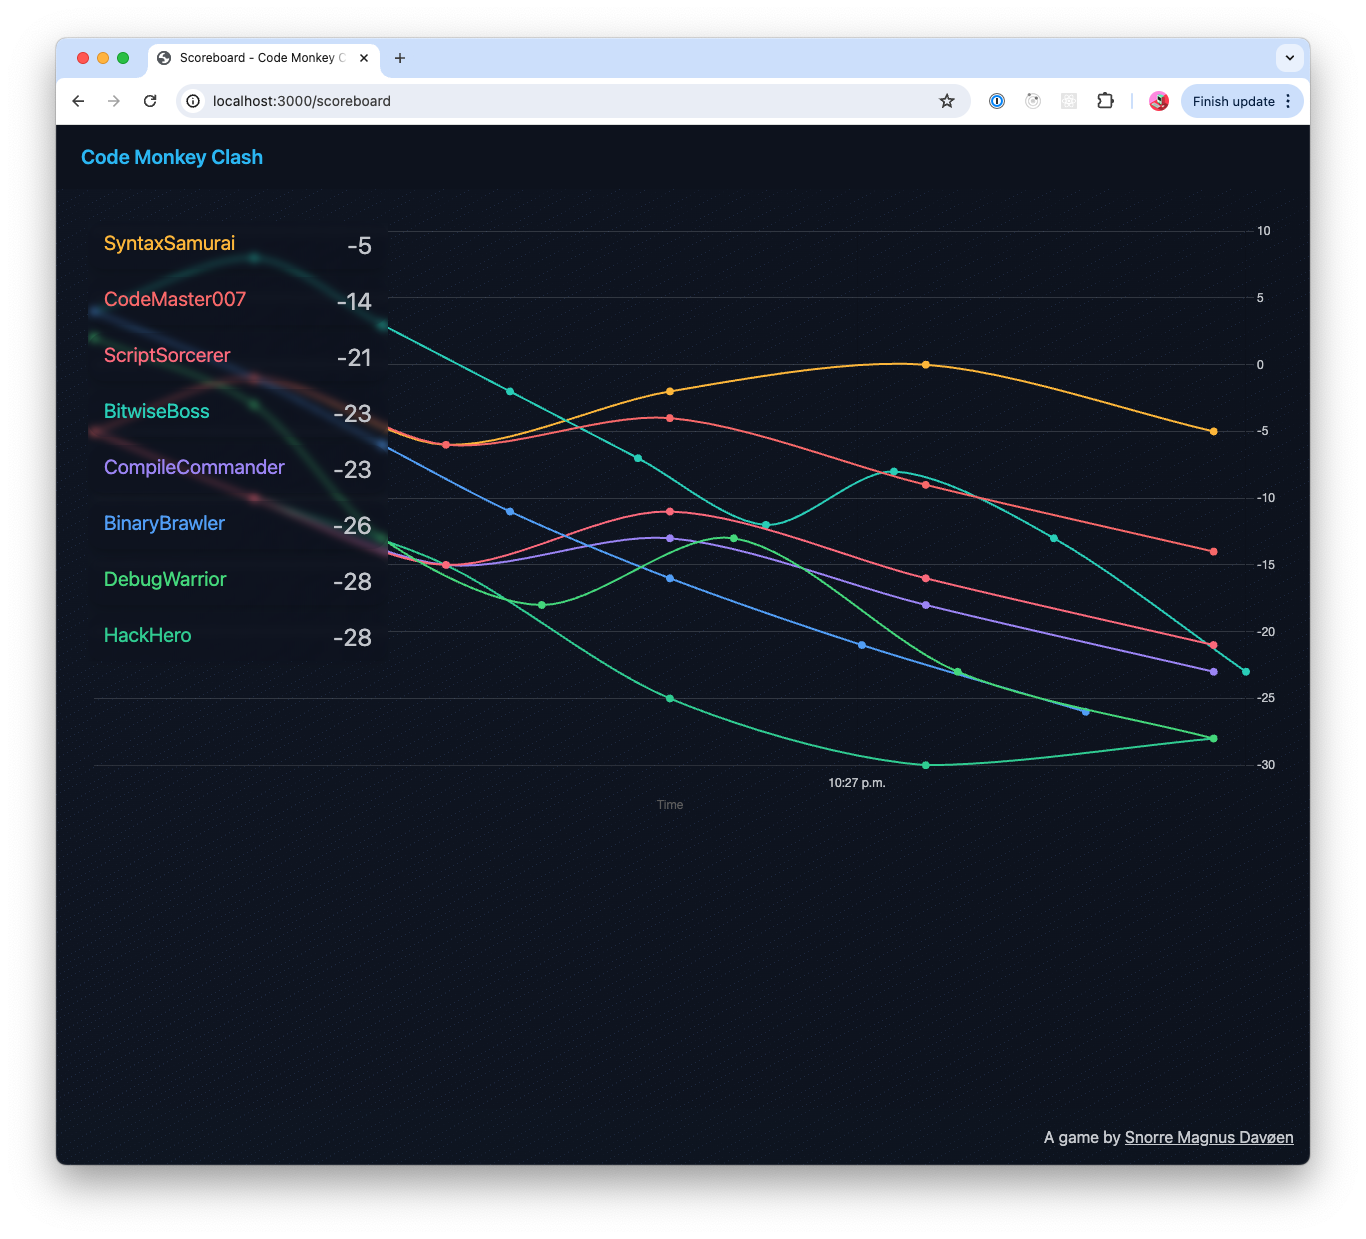 Scoreboard - Code Monkey C
localhost:3000/scoreboard
Finish update
Code Monkey Clash
SyntaxSamurai -5
CodeMaster007 -14
ScriptSorcerer -21
BitwiseBoss -23
CompileCommander -23
BinaryBrawler -26
DebugWarrior -28
HackHero -28
10
5
0
-5
-10
-15
-20
-25
-30
10:27 p.m.
Time
A game by Snorre Magnus Davøen